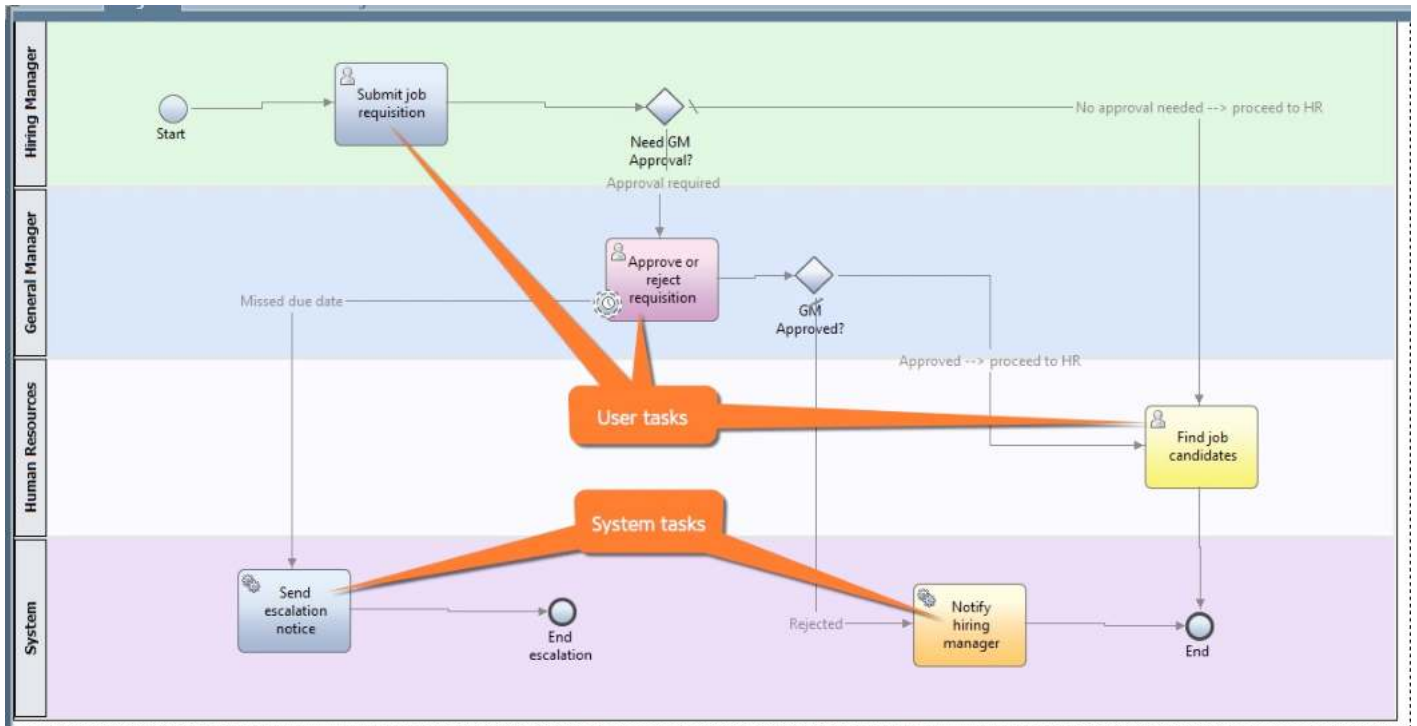 Hiring Manager
Submit job
requisition
Start
Need GM
Approval?
No approval needed --> proceed to HR
Approval required
General Manager
Approve or
reject
requisition
Missed due date
GM
Approved?
Approved --> proceed to HR
Human Resources
User tasks
Find job
candidates
System tasks
System
Send
escalation
notice
End
escalation
Rejected
Notify
hiring
manager
End